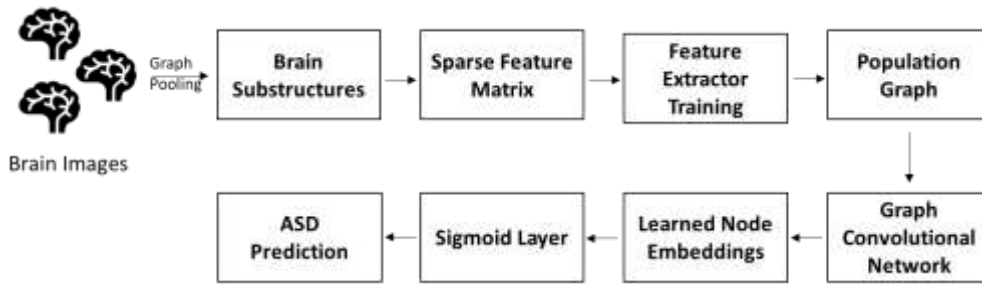 Brain Images
Graph
Pooling
Brain
Substructures
Sparse Feature
Matrix
Feature
Extractor
Training
Population
Graph
Graph
Convolutional
Network
Learned Node
Embeddings
Sigmoid Layer
ASD
Prediction